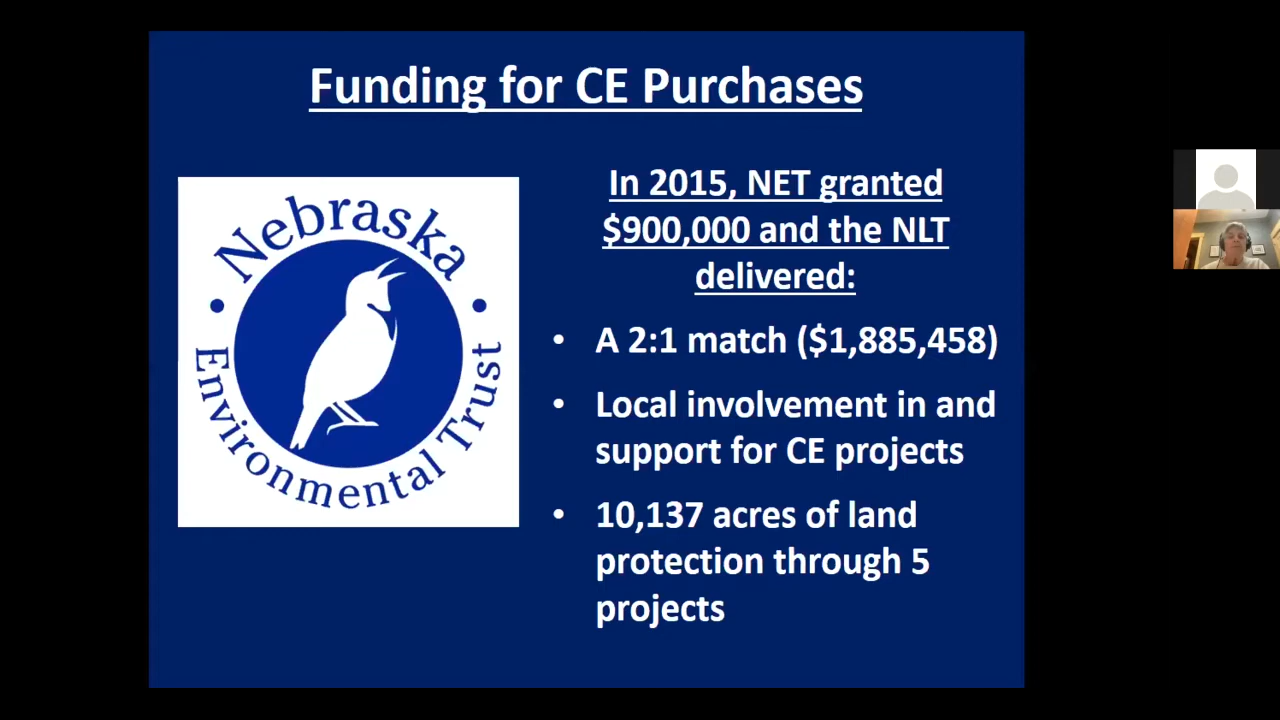 Funding for CE Purchases
Nebraska
Environmental Trust
In 2015, NET granted
$900,000 and the NLT
delivered:
• A 2:1 match ($1,885,458)
• Local involvement in and
support for CE projects
• 10,137 acres of land
protection through 5
projects